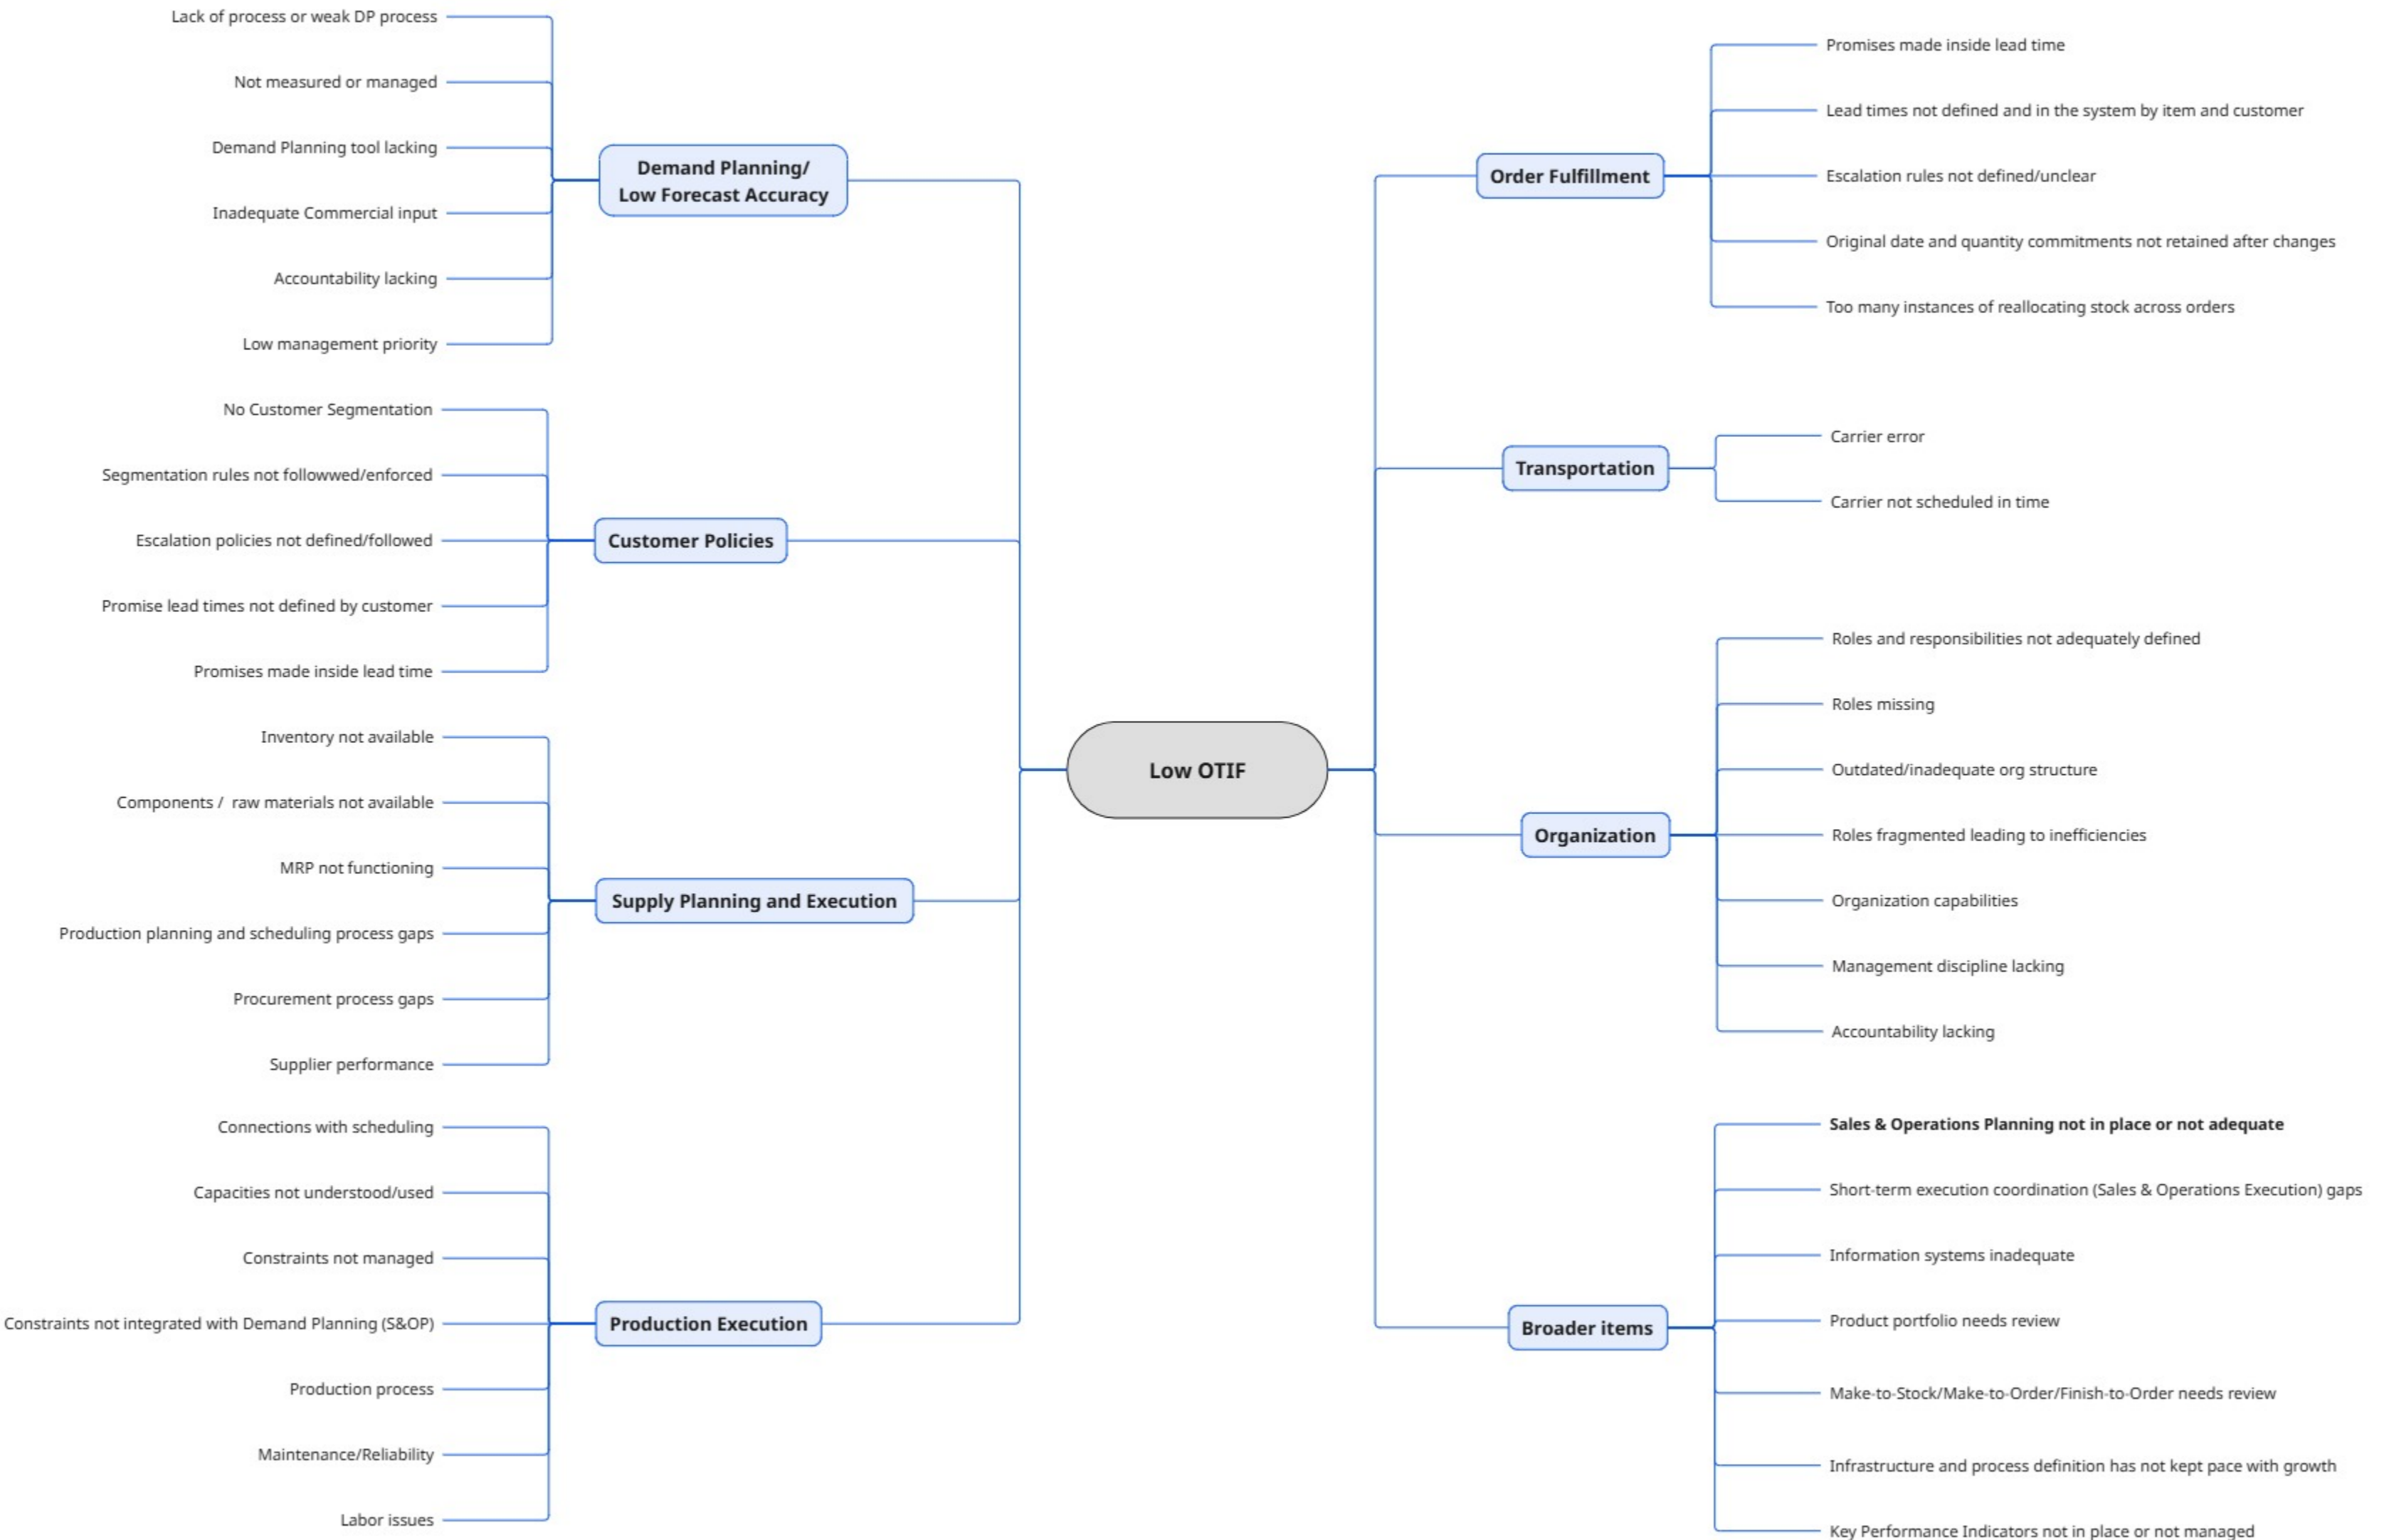 Lack of process or weak DP process
Not measured or managed
Demand Planning tool lacking
Inadequate Commercial input
Accountability lacking
Low management priority
Demand Planning/
Low Forecast Accuracy
No Customer Segmentation
Segmentation rules not followwed/enforced
Escalation policies not defined/followed
Promise lead times not defined by customer
Promises made inside lead time
Customer Policies
Inventory not available
Components /  raw materials not available
MRP not functioning
Production planning and scheduling process gaps
Procurement process gaps
Supplier performance
Supply Planning and Execution
Connections with scheduling
Capacities not understood/used
Constraints not managed
Constraints not integrated with Demand Planning (S&OP)
Production process
Maintenance/Reliability
Labor issues
Production Execution
Low OTIF
Order Fulfillment
Promises made inside lead time
Lead times not defined and in the system by item and customer
Escalation rules not defined/unclear
Original date and quantity commitments not retained after changes
Too many instances of reallocating stock across orders
Transportation
Carrier error
Carrier not scheduled in time
Organization
Roles and responsibilities not adequately defined
Roles missing
Outdated/inadequate org structure
Roles fragmented leading to inefficiencies
Organization capabilities
Management discipline lacking
Accountability lacking
Broader items
Sales & Operations Planning not in place or not adequate
Short-term execution coordination (Sales & Operations Execution) gaps
Information systems inadequate
Product portfolio needs review
Make-to-Stock/Make-to-Order/Finish-to-Order needs review
Infrastructure and process definition has not kept pace with growth
Key Performance Indicators not in place or not managed